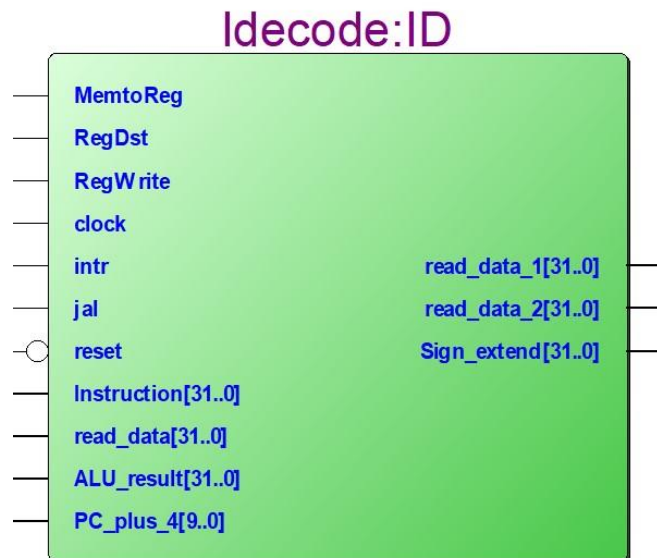 Idecode:ID
MemtoReg
RegDst
RegWrite
clock
intr
read_data_1[31..0]
jal
read_data_2[31..0]
reset
Sign_extend[31..0]
Instruction[31..0]
read_data[31..0]
ALU_result[31..0]
PC_plus_4[9..0]